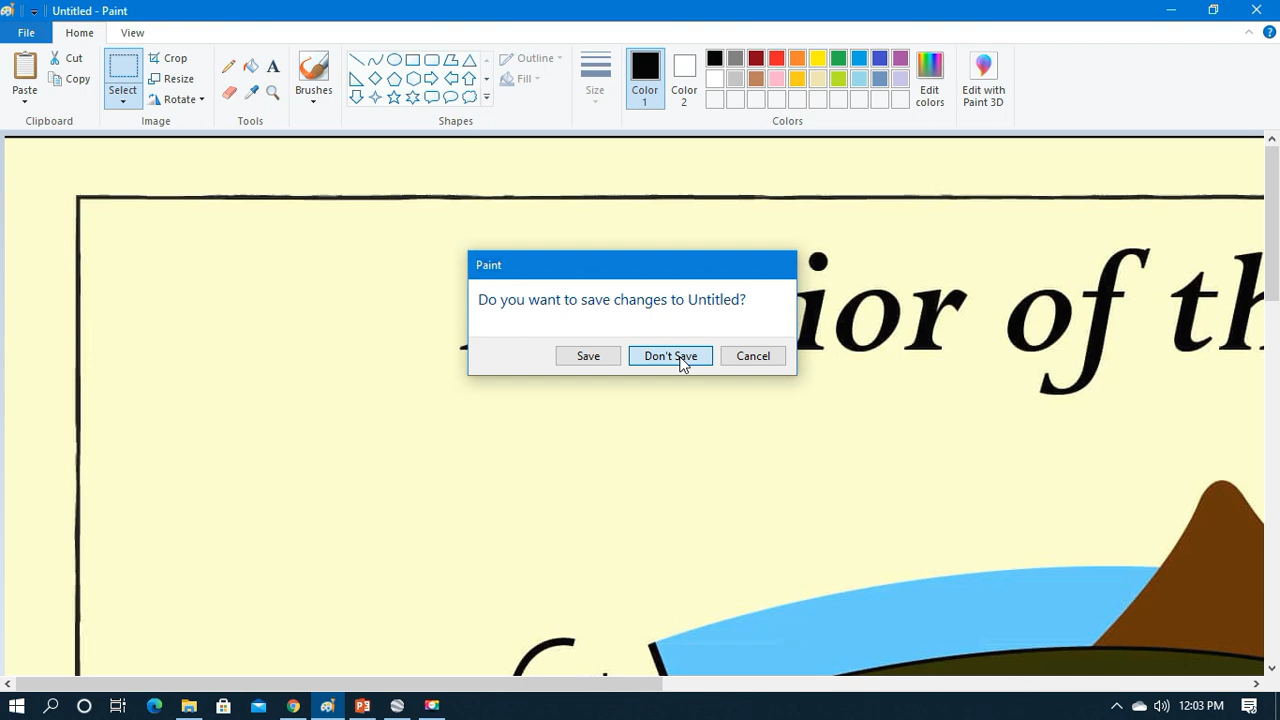 Untitled - Paint
File Home View
Paste
Cut
Copy
Clipboard
Select
Crop
Resize
Rotate
Image
Tools
Brushes
Shapes
Outline
Fill
Size
Color 1
Color 2
Edit colors
Edit with Paint 3D
Colors
ior of th
Paint
Do you want to save changes to Untitled?
Save Don't Save Cancel
12:03 PM